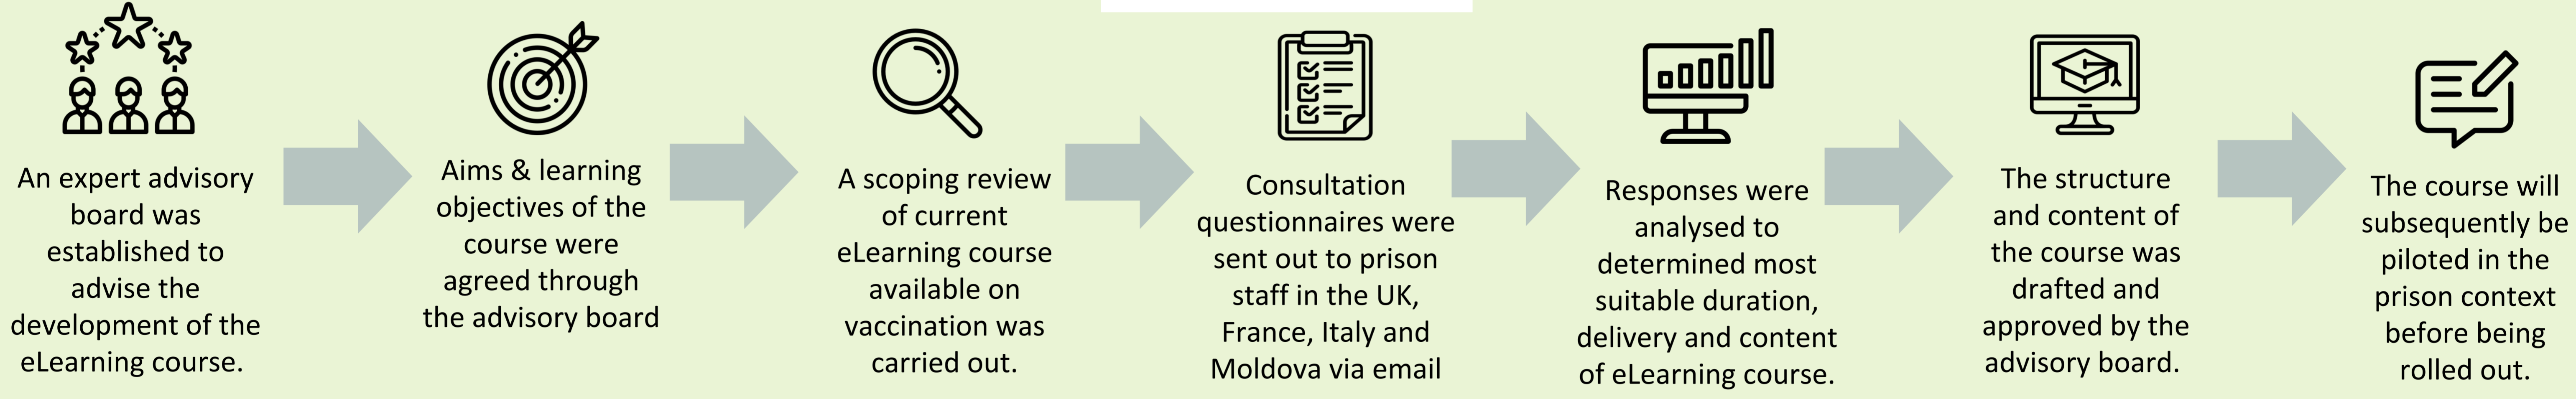 An expert advisory
board was
established to
advise the
development of the
eLearning course.
Aims & learning
objectives of the
course were
agreed through
the advisory board
A scoping review
of current
eLearning course
available on
vaccination was
carried out.
Consultation
questionnaires were
sent out to prison
staff in the UK,
France, Italy and
Moldova via email
Responses were
analysed to
determined most
suitable duration,
delivery and content
of eLearning course.
The structure
and content of
the course was
drafted and
approved by the
advisory board.
The course will
subsequently be
piloted in the
prison context
before being
rolled out.